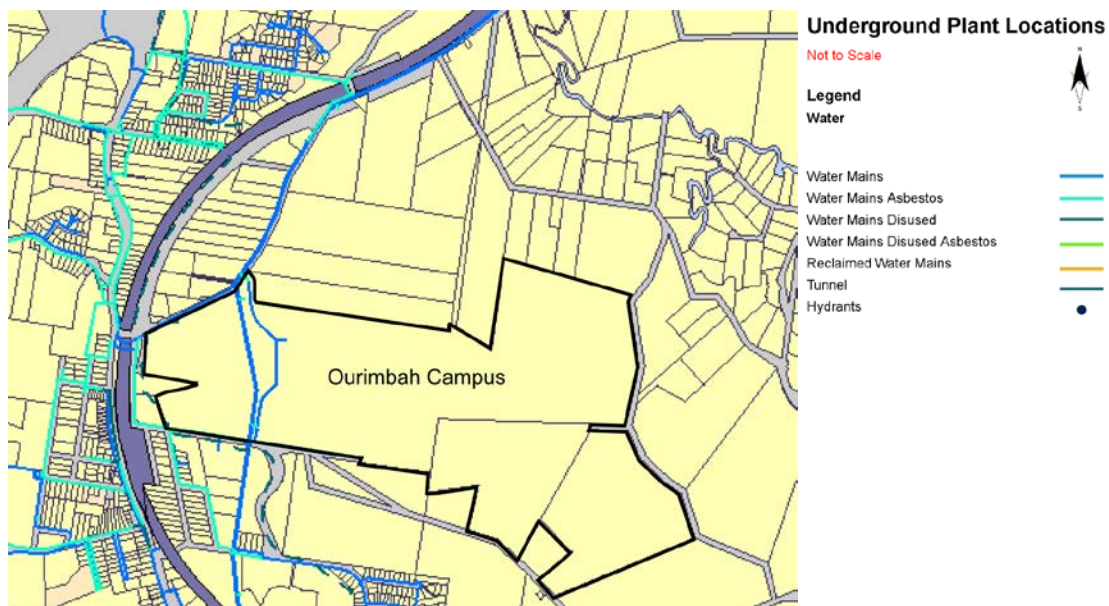 Underground Plant Locations
Not to Scale
N
S
Legend
Water
Water Mains
Water Mains Asbestos
Water Mains Disused
Water Mains Disused Asbestos
Reclaimed Water Mains
Tunnel
Hydrants
Ourimbah Campus